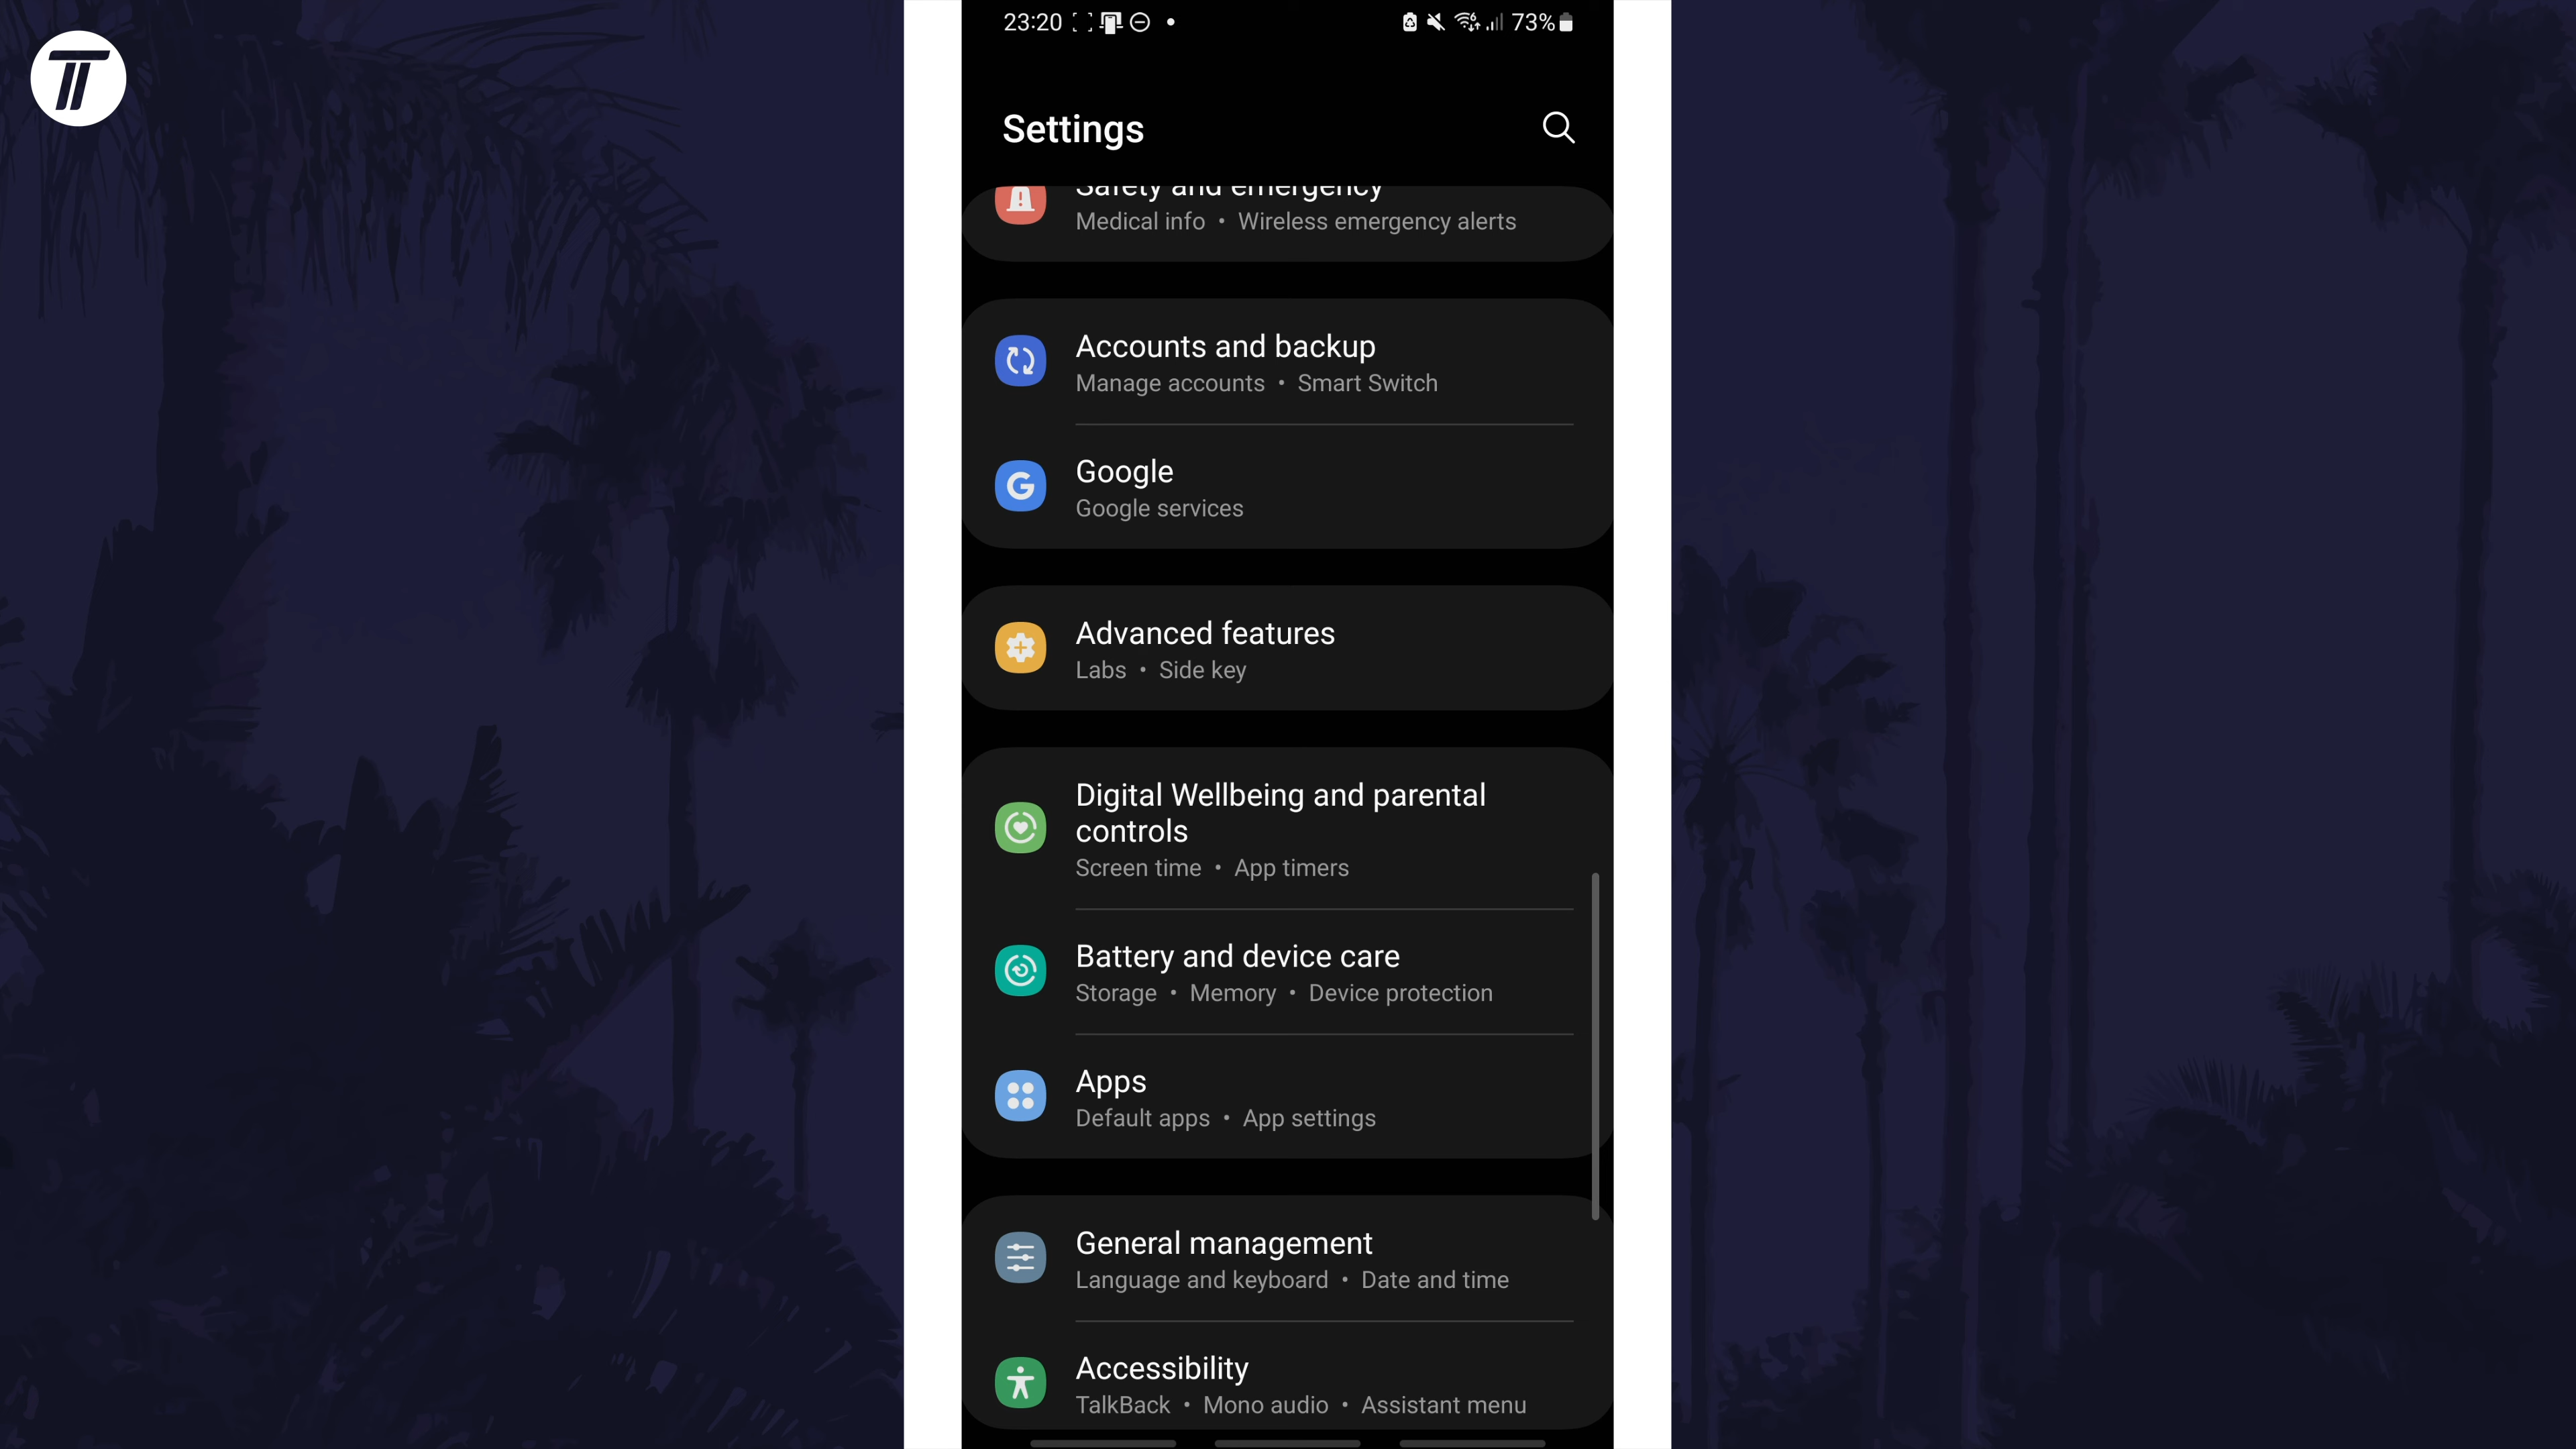 23:20
73%
Settings
Safety and emergency
Medical info • Wireless emergency alerts
Accounts and backup
Manage accounts • Smart Switch
Google
Google services
Advanced features
Labs • Side key
Digital Wellbeing and parental
controls
Screen time • App timers
Battery and device care
Storage • Memory • Device protection
Apps
Default apps • App settings
General management
Language and keyboard • Date and time
Accessibility
TalkBack • Mono audio • Assistant menu